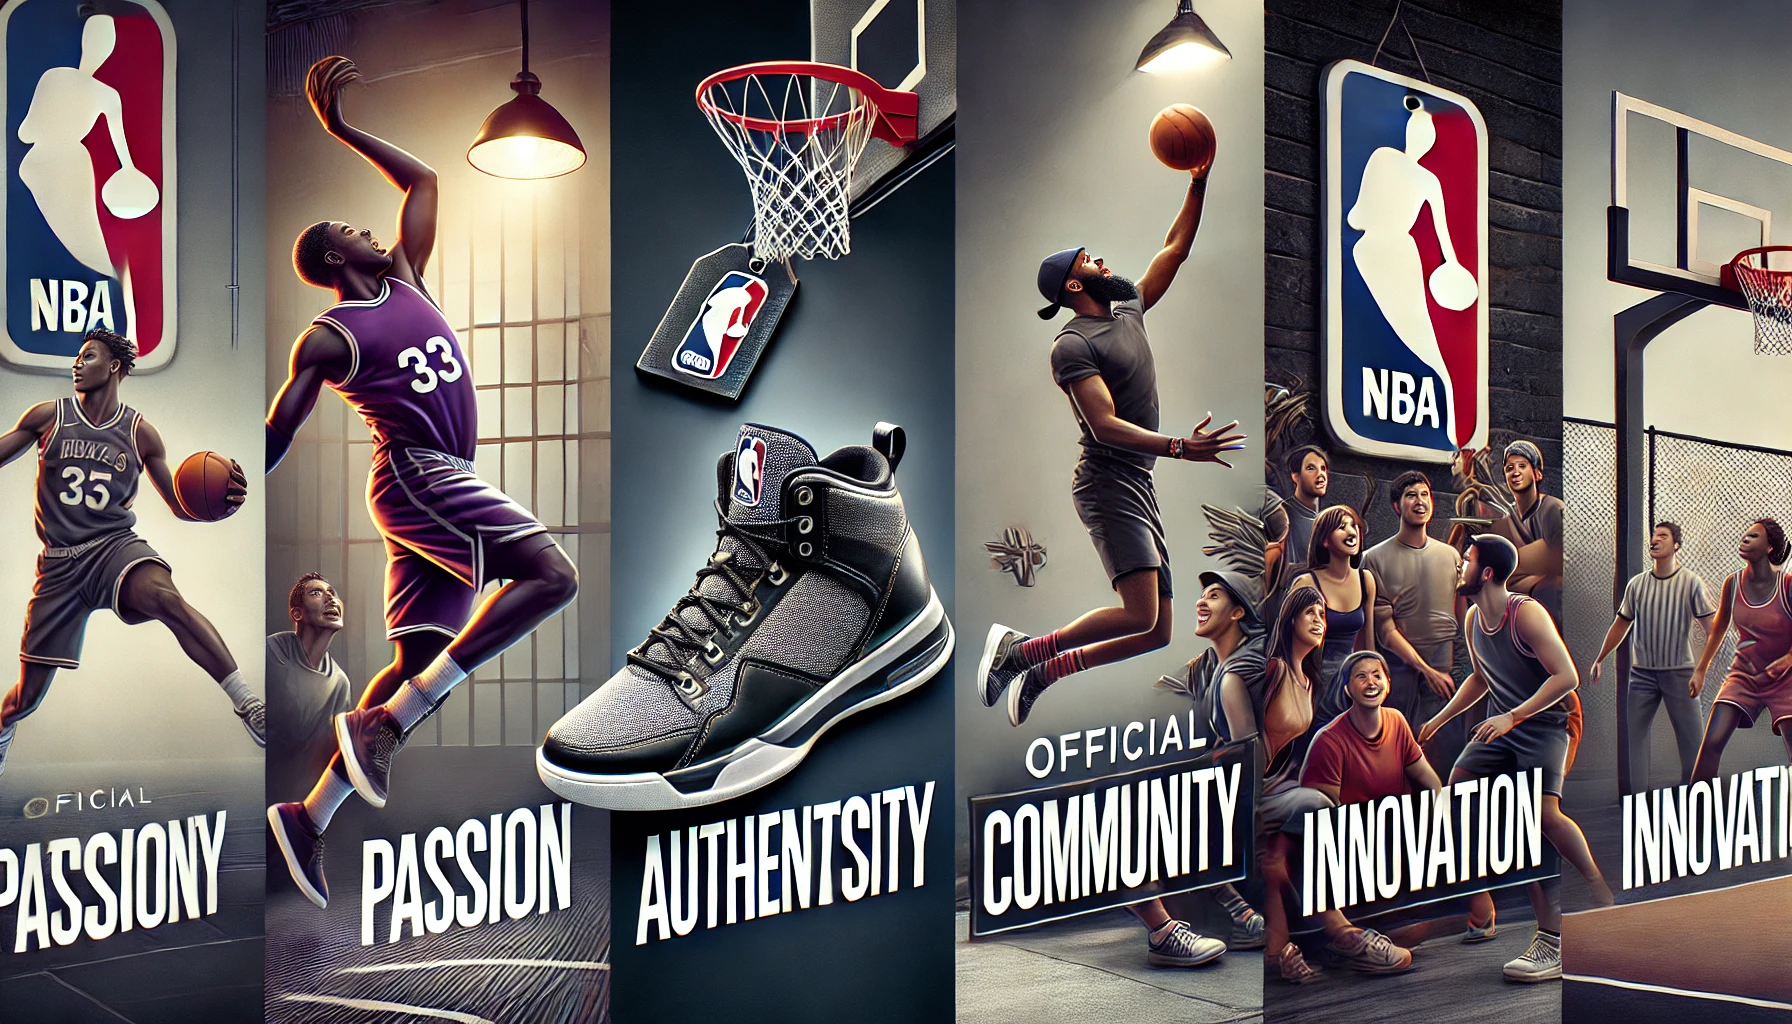 NBA
35
OFFICIAL
PASSIONY
33
PASSION
AUTHENTSITY
OFFICIAL
COMMUNITY
NBA
INNOVATION
INNOVATI